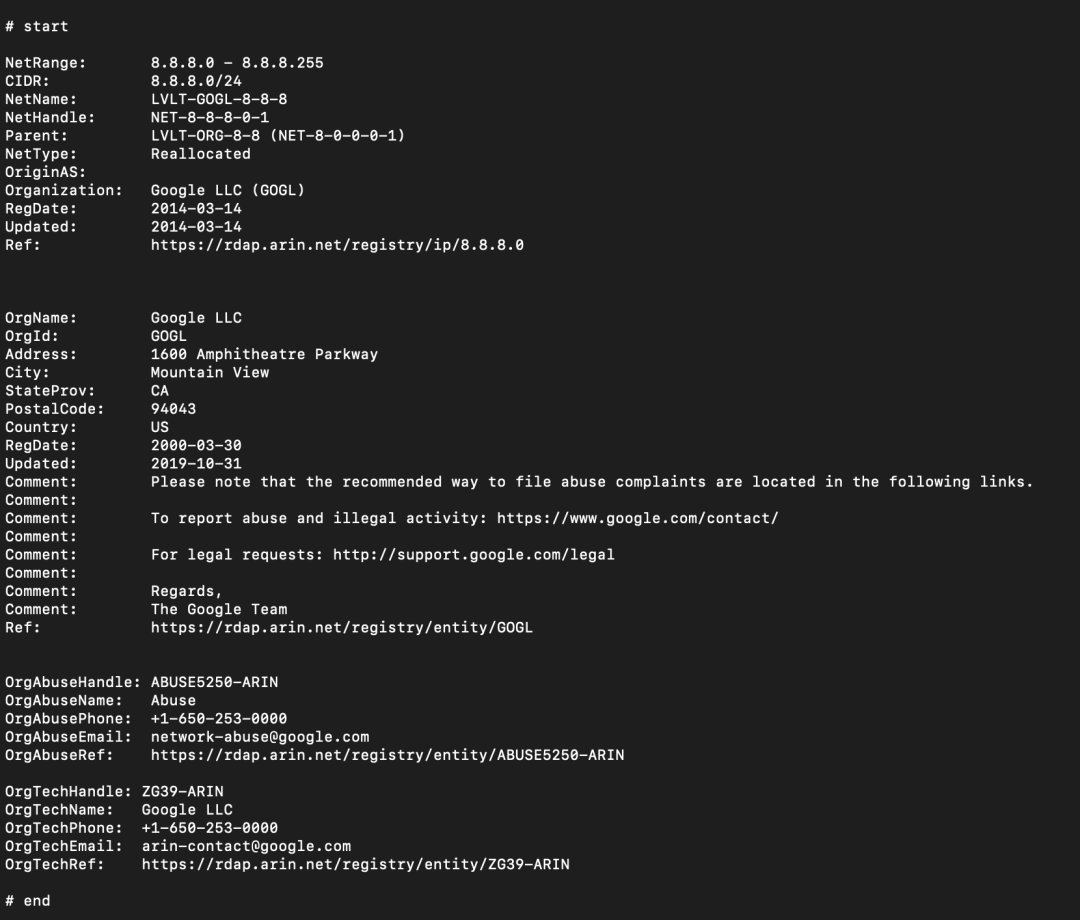 # start
NetRange: 8.8.8.0 - 8.8.8.255
CIDR: 8.8.8.0/24
NetName: LVLT-GOGL-8-8-8
NetHandle: NET-8-8-8-0-1
Parent: LVLT-ORG-8-8 (NET-8-0-0-0-1)
NetType: Reallocated
OriginAS:
Organization: Google LLC (GOGL)
RegDate: 2014-03-14
Updated: 2014-03-14
Ref: https://rdap.arin.net/registry/ip/8.8.8.0
OrgName: Google LLC
OrgId: GOGL
Address: 1600 Amphitheatre Parkway
City: Mountain View
StateProv: CA
PostalCode: 94043
Country: US
RegDate: 2000-03-30
Updated: 2019-10-31
Comment: Please note that the recommended way to file abuse complaints are located in the following links.
Comment:
Comment: To report abuse and illegal activity: https://www.google.com/contact/
Comment:
Comment: For legal requests: http://support.google.com/legal
Comment:
Comment: Regards,
Comment: The Google Team
Ref: https://rdap.arin.net/registry/entity/GOGL
OrgAbuseHandle: ABUSE5250-ARIN
OrgAbuseName: Abuse
OrgAbusePhone: +1-650-253-0000
OrgAbuseEmail: network-abuse@google.com
OrgAbuseRef: https://rdap.arin.net/registry/entity/ABUSE5250-ARIN
OrgTechHandle: ZG39-ARIN
OrgTechName: Google LLC
OrgTechPhone: +1-650-253-0000
OrgTechEmail: arin-contact@google.com
OrgTechRef: https://rdap.arin.net/registry/entity/ZG39-ARIN
# end